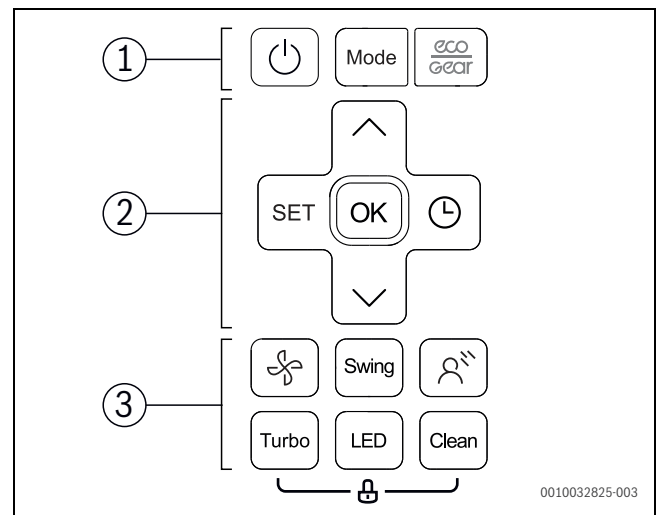 1
Mode
eco
Gear
2
SET
OK
3
Swing
Turbo
LED
Clean
0010032825-003